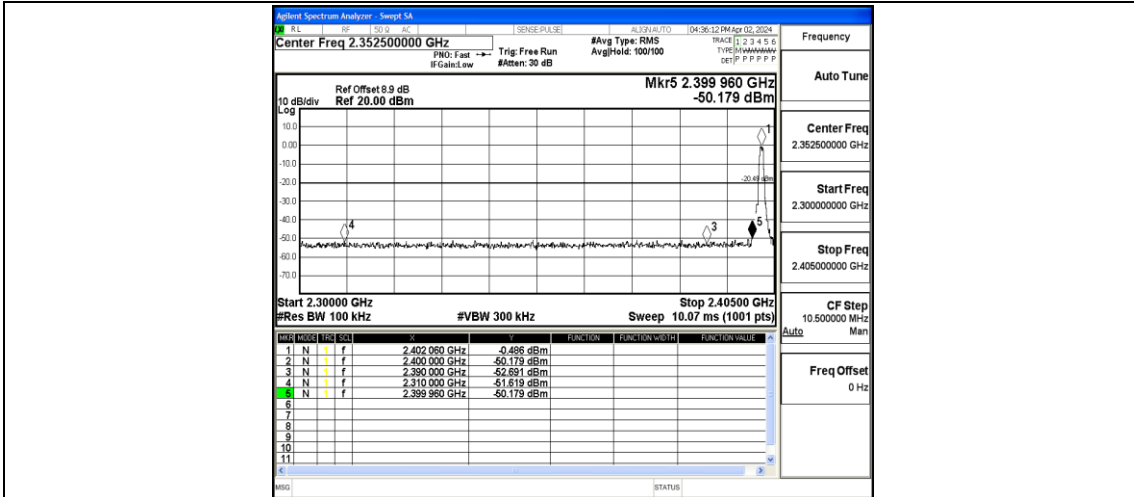 Agilent Spectrum Analyzer - Swept SA
RL RF 50 Ω AC SENSE:PULSE ALIGN AUTO 04:36:12 PM Apr 02, 2024
Center Freq 2.352500000 GHz
PNO: Fast
IFGain:Low
Trig: Free Run
#Atten: 30 dB
#Avg Type: RMS
Avg|Hold: 100/100
TRACE 1 2 3 4 5 6
TYPE MWWWWW
DET P P P P P P
Mkr5 2.399 960 GHz
-50.179 dBm
Ref Offset 8.9 dB
10 dB/div Ref 20.00 dBm
Log
10.0
0.00
-10.0
-20.0
-30.0
-40.0
-50.0
-60.0
-70.0
1
-20.49 dBm
4
3
5
Start 2.30000 GHz Stop 2.40500 GHz
#Res BW 100 kHz #VBW 300 kHz Sweep 10.07 ms (1001 pts)
MKR MODE TRC SCL X Y FUNCTION FUNCTION WIDTH FUNCTION VALUE
1 N 1 f 2.402 060 GHz -0.486 dBm
2 N 1 f 2.400 000 GHz -50.179 dBm
3 N 1 f 2.390 000 GHz -52.691 dBm
4 N 1 f 2.310 000 GHz -51.619 dBm
5 N 1 f 2.399 960 GHz -50.179 dBm
6
7
8
9
10
11
MSG STATUS
Frequency
Auto Tune
Center Freq
2.352500000 GHz
Start Freq
2.300000000 GHz
Stop Freq
2.405000000 GHz
CF Step
10.500000 MHz
Auto Man
Freq Offset
0 Hz